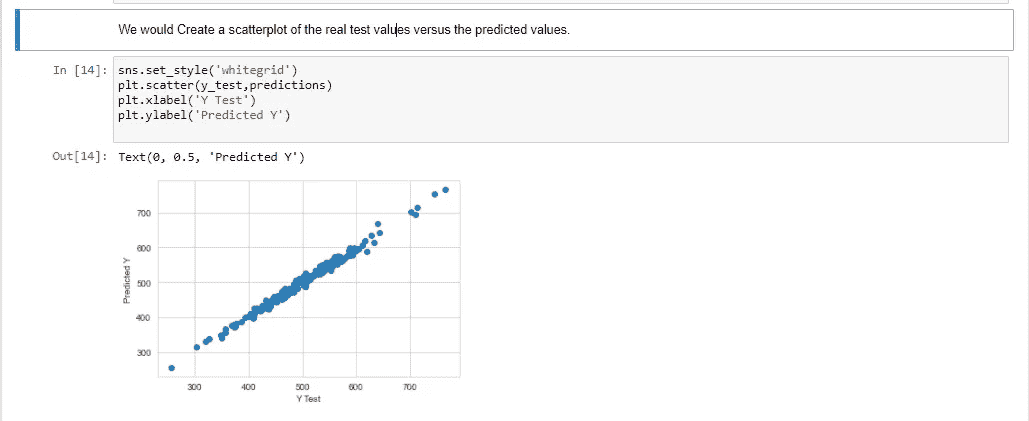 We would Create a scatterplot of the real test values versus the predicted values.
In [14]: sns.set_style('whitegrid')
plt.scatter(y_test,predictions)
plt.xlabel('Y Test')
plt.ylabel('Predicted Y')
Out[14]: Text(0, 0.5, 'Predicted Y')
700
600
500
400
300
Predicted Y
300 400 500 600 700
Y Test